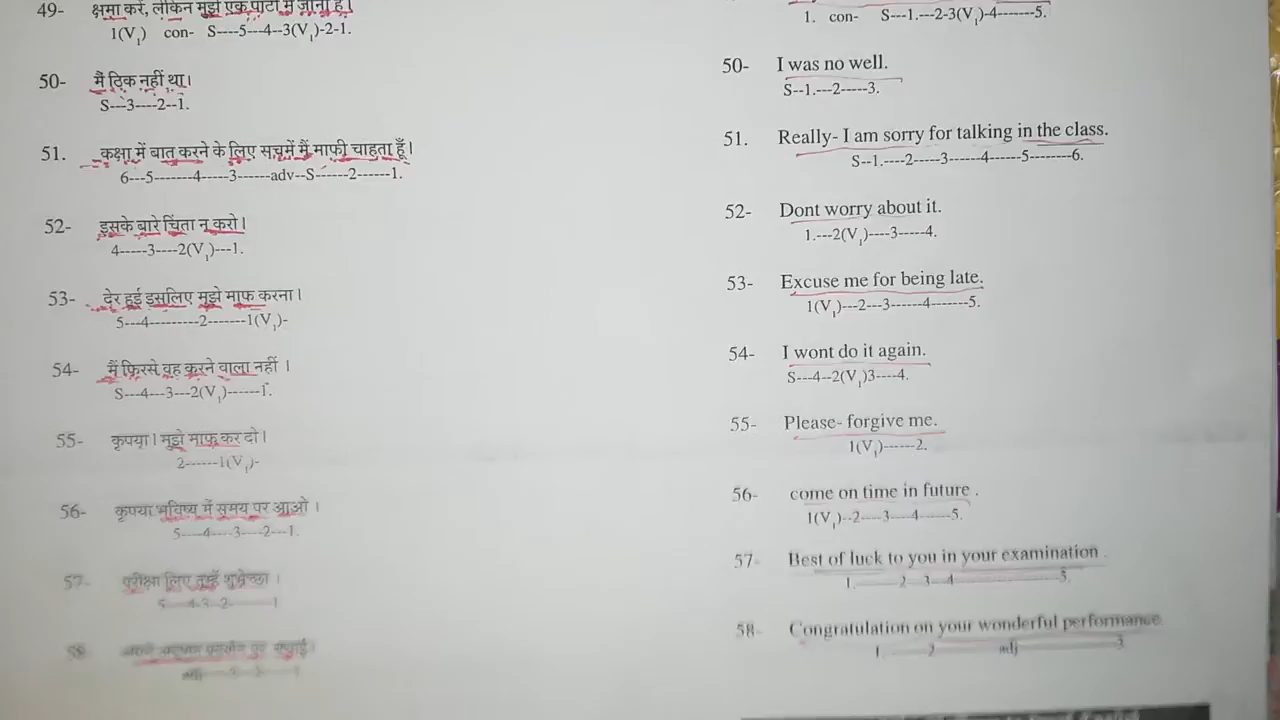 49- क्षमा करें, लेकिन मुझे एक पार्टी में जाना है।
1(V₁) con- S----5---4--3(V₁)-2-1.
50- मैं ठिक नहीं था।
S---3----2--1.
51. कक्षा में बात करने के लिए सचमें मैं माफी चाहता हूँ।
6---5-------4-----3------adv--S------2------1.
52- इसके बारे चिंता न करो।
4-----3----2(V₁)---1.
53- देर हुई इसलिए मुझे माफ करना।
5---4---------2-------1(V₁)-
54- मैं फिरसे वह करने वाला नहीं ।
S---4---3---2(V₁)------1.
55- कृपया। मुझे माफ कर दो।
2------1(V₁)-
56- कृपया भविष्य में समय पर आओ ।
5----4----3----2---1.
57- परीक्षा लिए तुम्हें शुभेच्छा ।
5----4-3--2---------1
58
1. con- S---1.---2-3(V₁)-4-------5.
50- I was no well.
S--1.---2-----3.
51. Really- I am sorry for talking in the class.
S--1.----2-----3------4------5--------6.
52- Dont worry about it.
1.---2(V₁)----3-----4.
53- Excuse me for being late.
1(V₁)---2---3------4-------5.
54- I wont do it again.
S---4--2(V₁)3----4.
55- Please- forgive me.
1(V₁)------2.
56- come on time in future .
1(V₁)--2----3----4------5.
57- Best of luck to you in your examination .
1.---------2---3---4--------------------5.
58- Congratulation on your wonderful performance
1.--------2-----------adj-----------------3